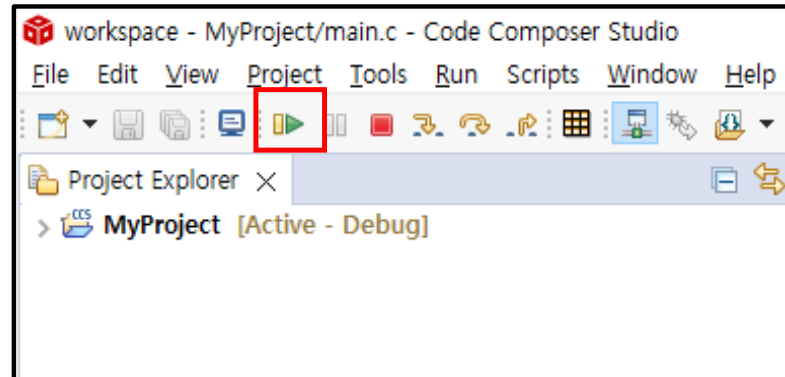 workspace - MyProject/main.c - Code Composer Studio
File Edit View Project Tools Run Scripts Window Help
Project Explorer
CCS
MyProject [Active - Debug]